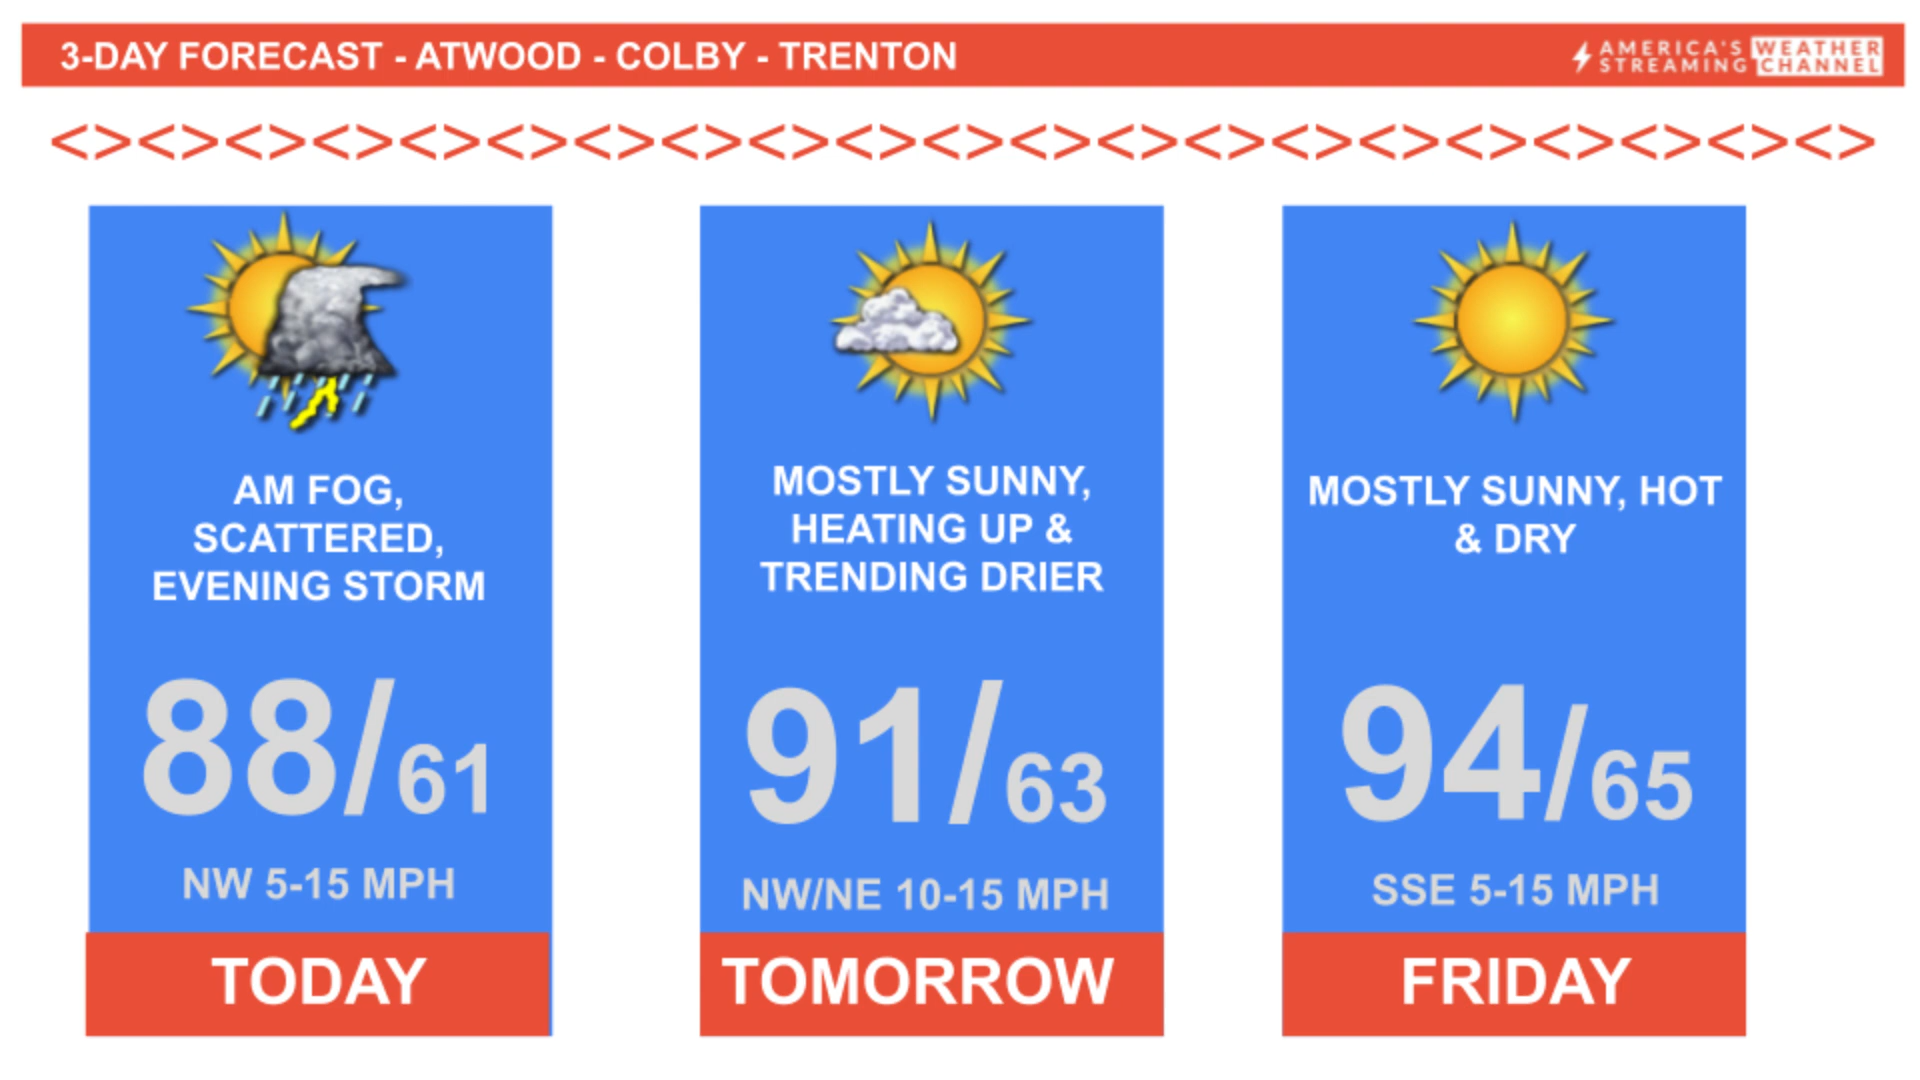 3-DAY FORECAST - ATWOOD - COLBY - TRENTON
AMERICA'S STREAMING WEATHER CHANNEL
<><><><><><><><><><><><><><><><><><><><><>
AM FOG,
SCATTERED,
EVENING STORM
88/61
NW 5-15 MPH
TODAY
MOSTLY SUNNY,
HEATING UP &
TRENDING DRIER
91/63
NW/NE 10-15 MPH
TOMORROW
MOSTLY SUNNY, HOT
& DRY
94/65
SSE 5-15 MPH
FRIDAY